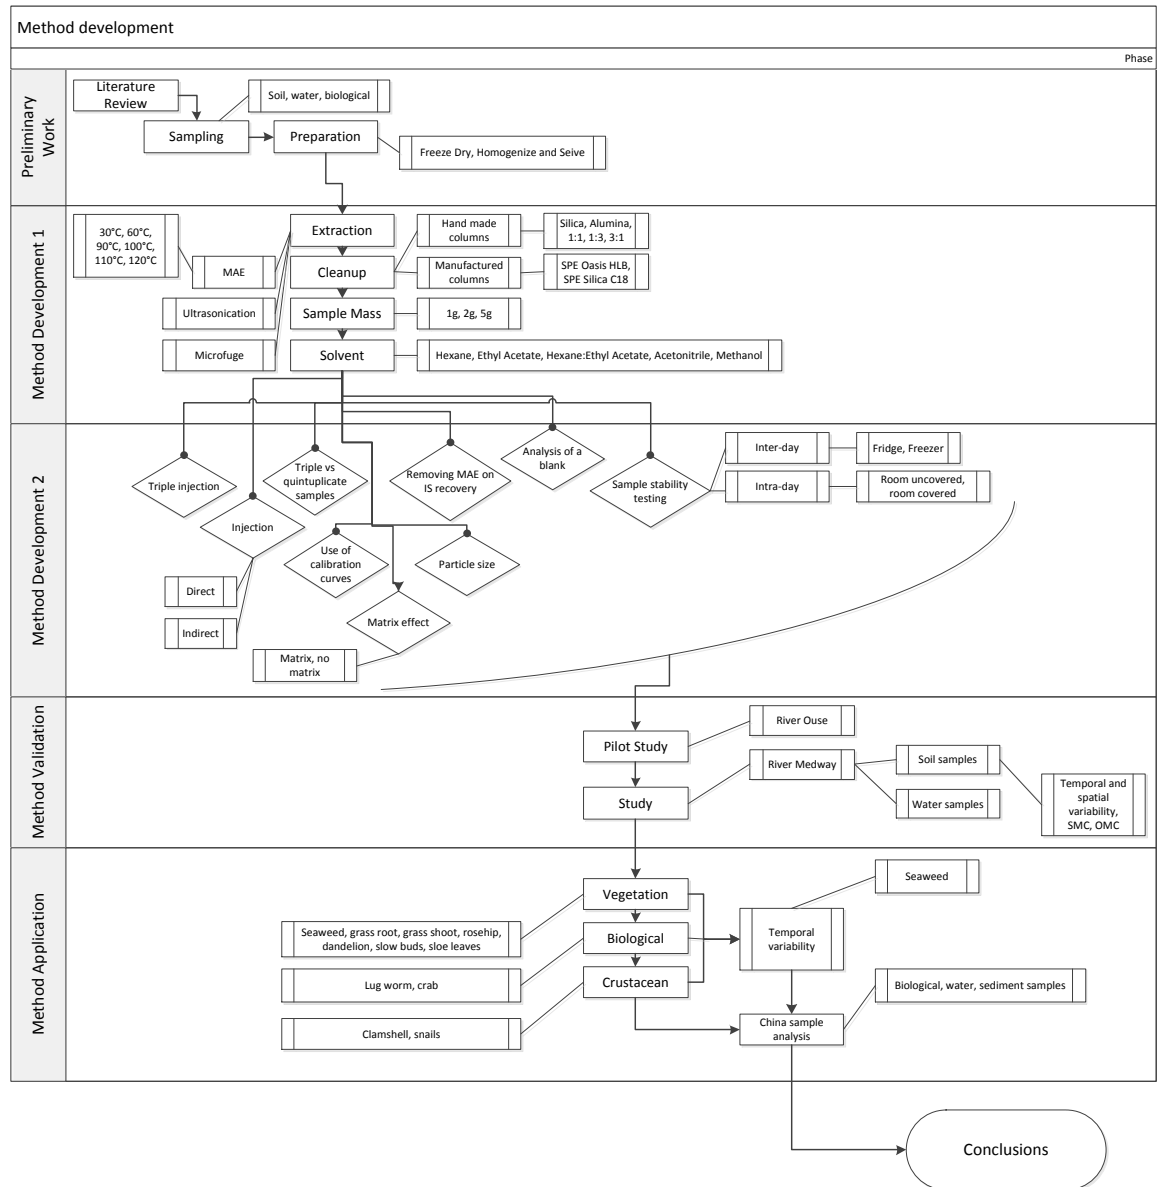 Method development
Phase
Preliminary
Work
Literature
Review
Soil, water, biological
Sampling
Preparation
Freeze Dry, Homogenize and Seive
Method Development 1
30°C, 60°C,
90°C, 100°C,
110°C, 120°C
Extraction
Hand made
columns
Silica, Alumina,
1:1, 1:3, 3:1
MAE
Cleanup
Manufactured
columns
SPE Oasis HLB,
SPE Silica C18
Ultrasonication
Sample Mass
1g, 2g, 5g
Microfuge
Solvent
Hexane, Ethyl Acetate, Hexane:Ethyl Acetate, Acetonitrile, Methanol
Method Development 2
Triple injection
Injection
Triple vs
quintuplicate
samples
Removing MAE on
IS recovery
Analysis of a
blank
Sample stability
testing
Inter-day
Fridge, Freezer
Intra-day
Room uncovered,
room covered
Use of
calibration
curves
Particle size
Direct
Indirect
Matrix effect
Matrix, no
matrix
Method Validation
Pilot Study
River Ouse
Study
River Medway
Soil samples
Water samples
Temporal and
spatial
variability,
SMC, OMC
Method Application
Vegetation
Seaweed
Seaweed, grass root, grass shoot, rosehip,
dandelion, slow buds, sloe leaves
Biological
Temporal
variability
Lug worm, crab
Crustacean
Biological, water, sediment samples
Clamshell, snails
China sample
analysis
Conclusions